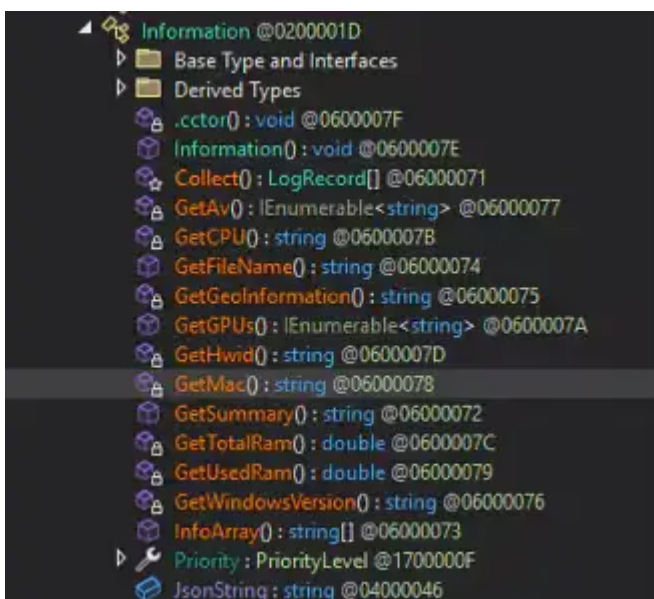 Information @0200001D
Base Type and Interfaces
Derived Types
.cctor() : void @0600007F
Information() : void @0600007E
Collect() : LogRecord[] @06000071
GetAv() : IEnumerable<string> @06000077
GetCPU() : string @0600007B
GetFileName() : string @06000074
GetGeoInformation() : string @06000075
GetGPUs() : IEnumerable<string> @0600007A
GetHwid() : string @0600007D
GetMac() : string @06000078
GetSummary() : string @06000072
GetTotalRam() : double @0600007C
GetUsedRam() : double @06000079
GetWindowsVersion() : string @06000076
InfoArray() : string[] @06000073
Priority : PriorityLevel @1700000F
JsonString : string @04000046